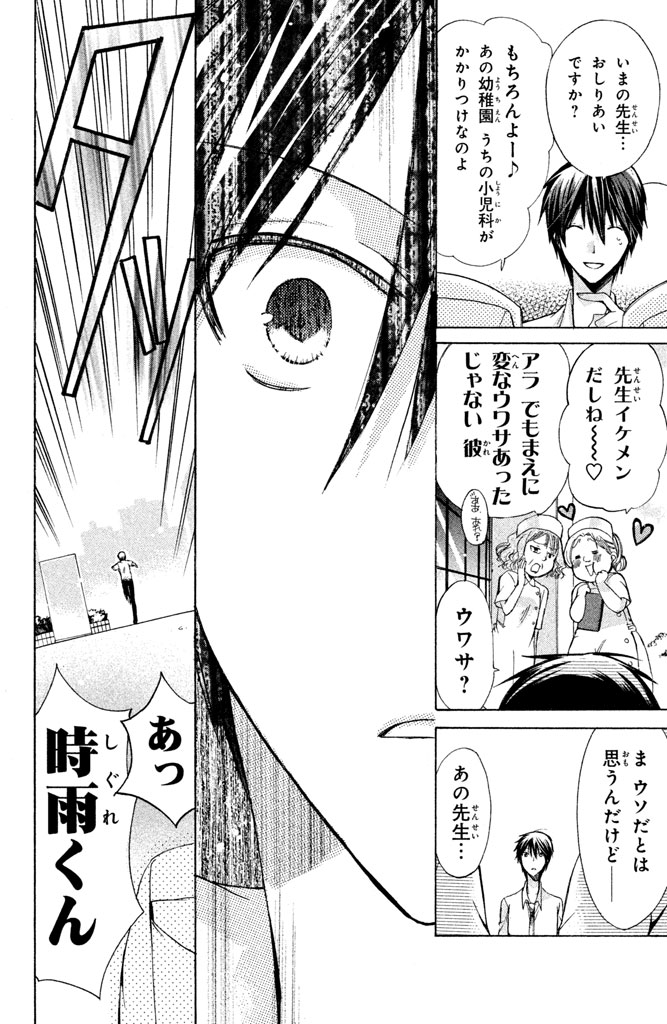 いまの先生…
おしりあい
ですか？
もちろんよー♪
あの幼稚園 うちの小児科が
かかりつけなのよ
先生イケメン
だしね～～♡
アラ でもまえに
変なウワサあった
じゃない 彼
ウワサ？
ま ウソだとは
思うんだけど――
あの先生…
ダッ
あっ
時雨くん